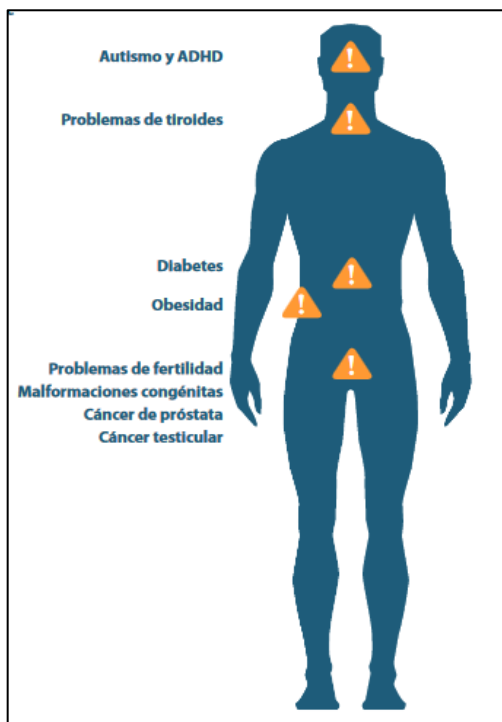 Autismo y ADHD
Problemas de tiroides
Diabetes
Obesidad
Problemas de fertilidad
Malformaciones congénitas
Cáncer de próstata
Cáncer testicular